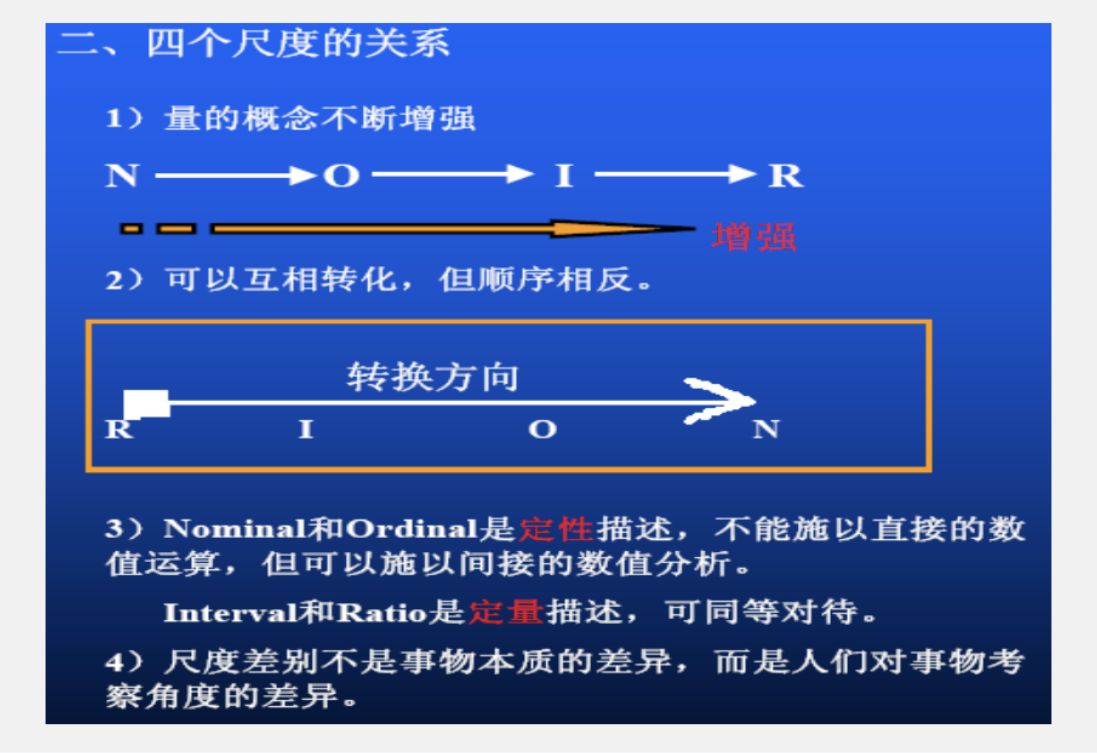 二、四个尺度的关系
1）量的概念不断增强
N O I R
增强
2）可以互相转化，但顺序相反。
转换方向
R I O N
3）Nominal和Ordinal是定性描述，不能施以直接的数
值运算，但可以施以间接的数值分析。
Interval和Ratio是定量描述，可同等对待。
4）尺度差别不是事物本质的差异，而是人们对事物考
察角度的差异。